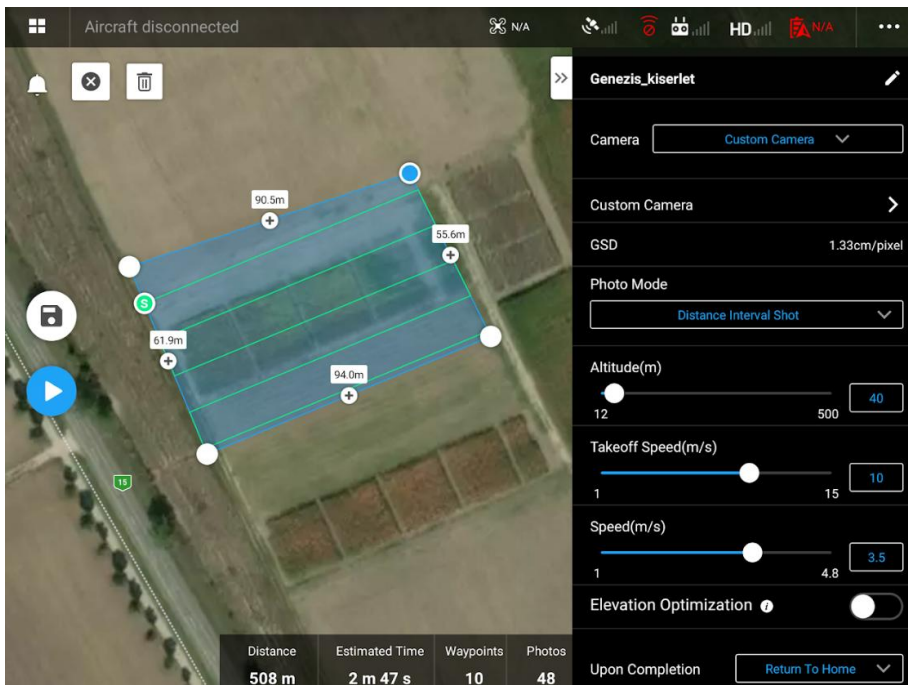 Aircraft disconnected
N/A
HD
N/A
Genezis_kiserlet
Camera
Custom Camera
Custom Camera
GSD
1.33cm/pixel
Photo Mode
Distance Interval Shot
Altitude(m)
12
500
40
Takeoff Speed(m/s)
1
15
10
Speed(m/s)
1
4.8
3.5
Elevation Optimization
Upon Completion
Return To Home
90.5m
55.6m
S
61.9m
94.0m
15
Distance
Estimated Time
Waypoints
Photos
508 m
2 m 47 s
10
48